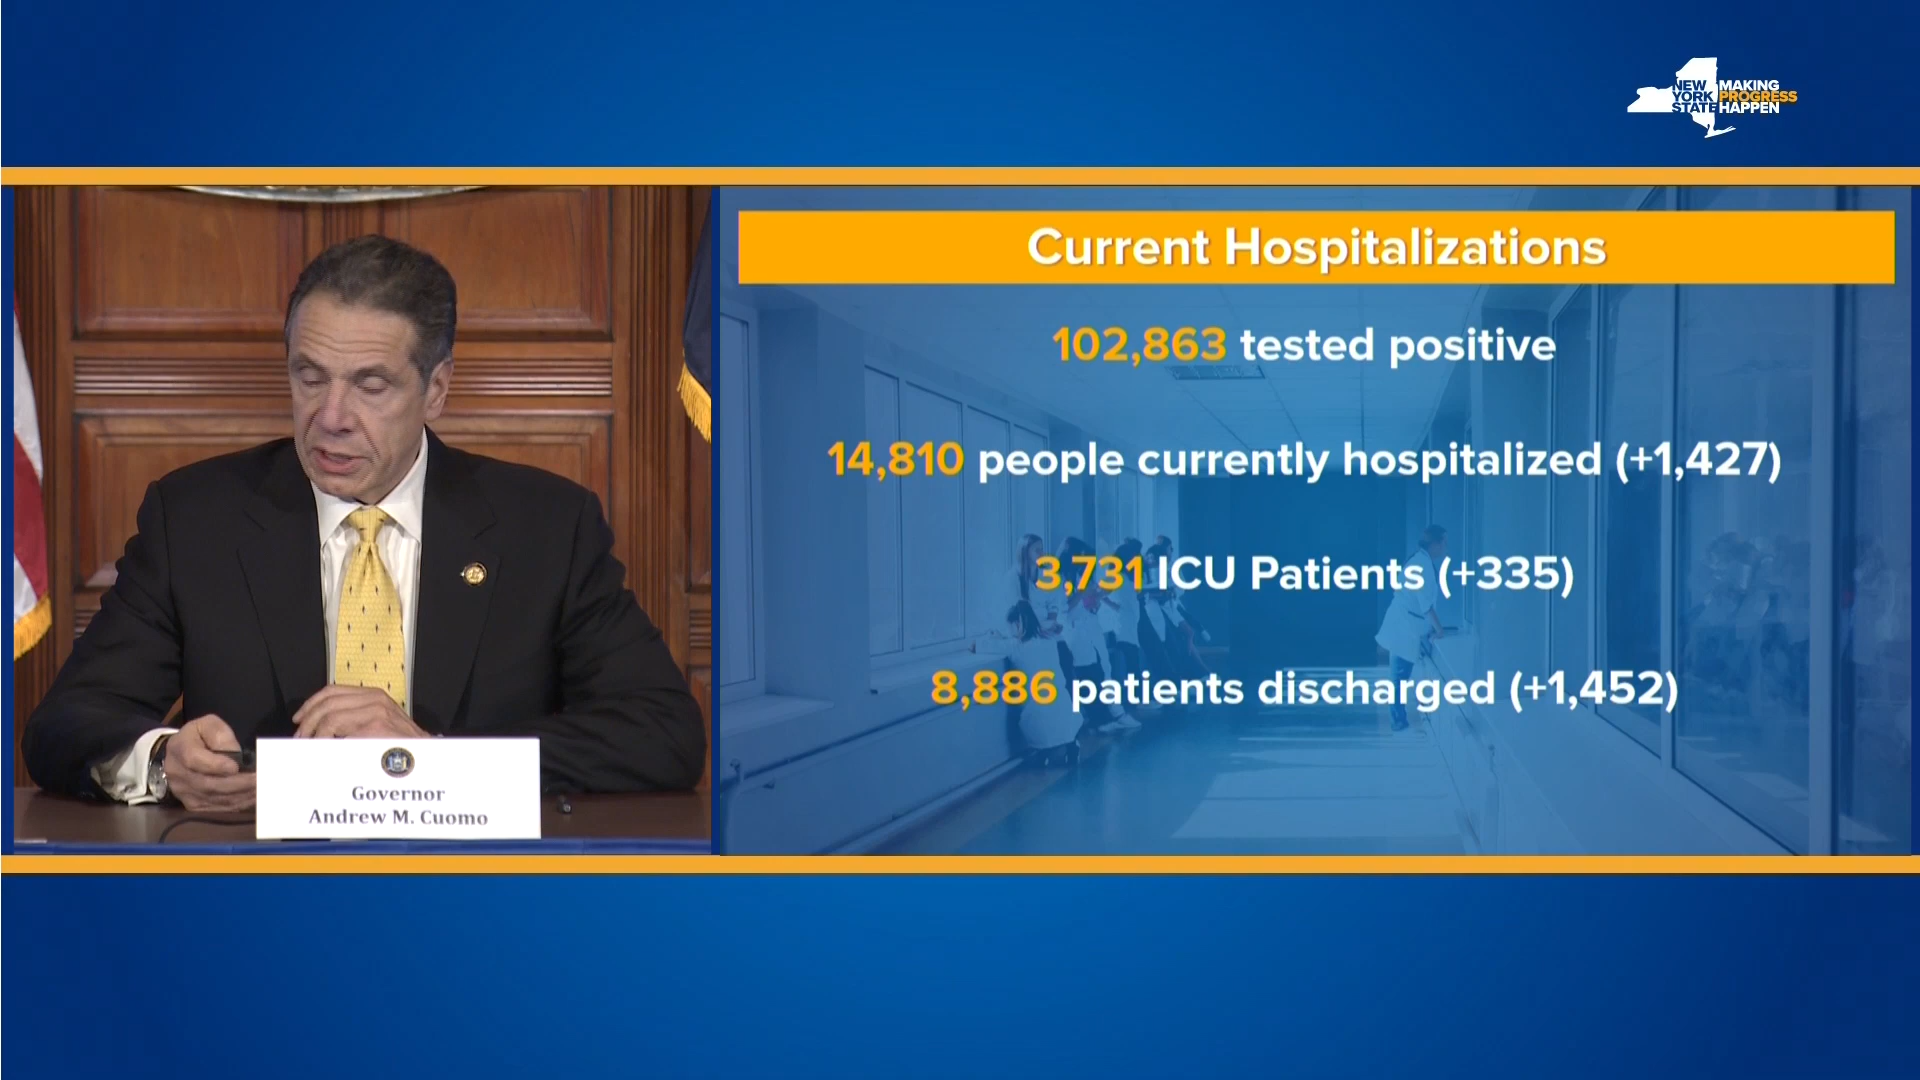 NEW
YORK
STATE
MAKING
PROGRESS
HAPPEN
Current Hospitalizations
102,863 tested positive
14,810 people currently hospitalized (+1,427)
3,731 ICU Patients (+335)
8,886 patients discharged (+1,452)
Governor
Andrew M. Cuomo